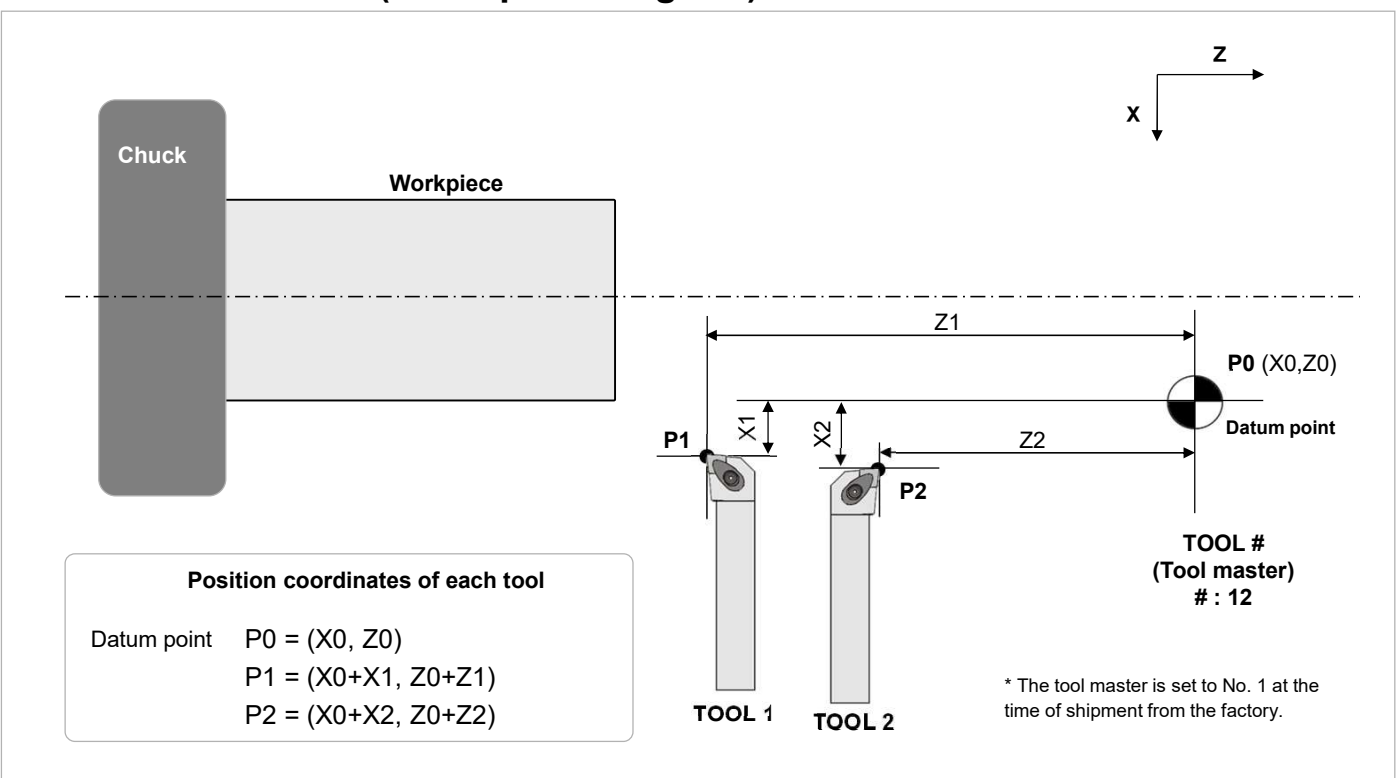 Z
X
Chuck
Workpiece
Z1
P0 (X0,Z0)
X1
X2
P1
Datum point
Z2
P2
TOOL #
(Tool master)
# : 12
Position coordinates of each tool
Datum point P0 = (X0, Z0)
P1 = (X0+X1, Z0+Z1)
P2 = (X0+X2, Z0+Z2)
TOOL 1
TOOL 2
* The tool master is set to No. 1 at the
time of shipment from the factory.